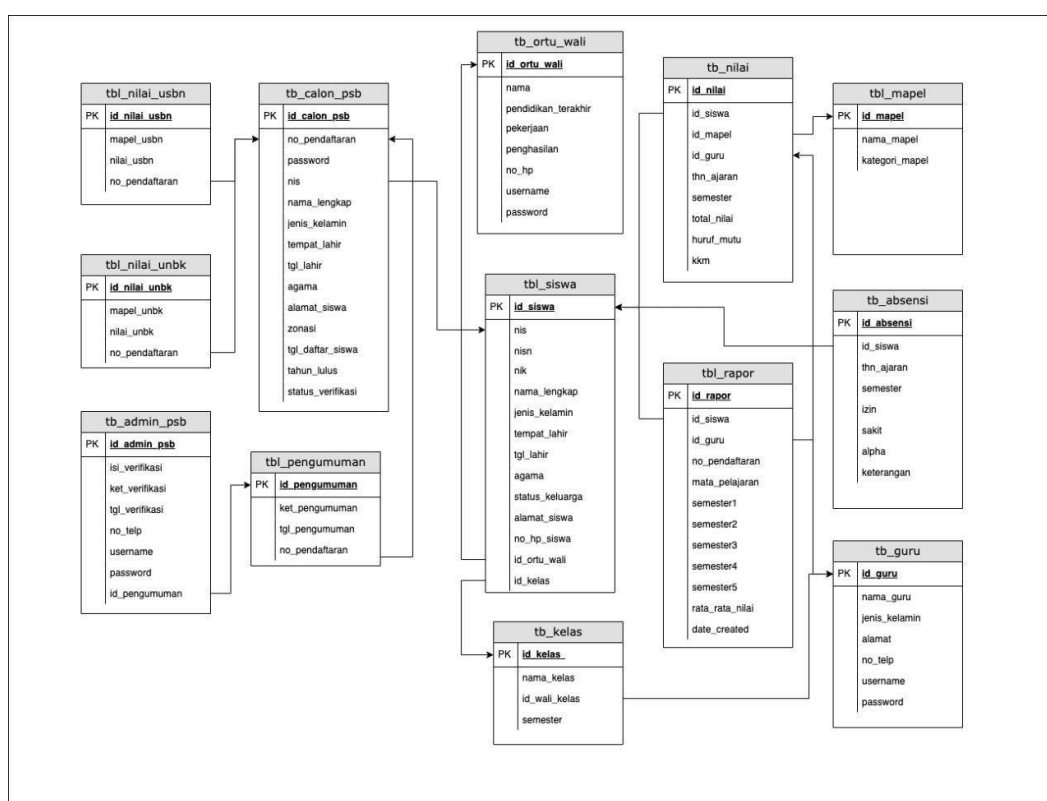 tbl_nilai_usbn
PK id_nilai_usbn
mapel_usbn
nilai_usbn
no_pendaftaran
tbl_nilai_unbk
PK id_nilai_unbk
mapel_unbk
nilai_unbk
no_pendaftaran
tb_admin_psb
PK id_admin_psb
isi_verifikasi
ket_verifikasi
tgl_verifikasi
no_telp
username
password
id_pengumuman
tb_calon_psb
PK id_calon_psb
no_pendaftaran
password
nis
nama_lengkap
jenis_kelamin
tempat_lahir
tgl_lahir
agama
alamat_siswa
zonasi
tgl_daftar_siswa
tahun_lulus
status_verifikasi
tbl_pengumuman
PK id_pengumuman
ket_pengumuman
tgl_pengumuman
no_pendaftaran
tb_ortu_wali
PK id_ortu_wali
nama
pendidikan_terakhir
pekerjaan
penghasilan
no_hp
username
password
tbl_siswa
PK id_siswa
nis
nisn
nik
nama_lengkap
jenis_kelamin
tempat_lahir
tgl_lahir
agama
status_keluarga
alamat_siswa
no_hp_siswa
id_ortu_wali
id_kelas
tb_kelas
PK id_kelas_
nama_kelas
id_wali_kelas
semester
tb_nilai
PK id_nilai
id_siswa
id_mapel
id_guru
thn_ajaran
semester
total_nilai
huruf_mutu
kkm
tbl_rapor
PK id_rapor
id_siswa
id_guru
no_pendaftaran
mata_pelajaran
semester1
semester2
semester3
semester4
semester5
rata_rata_nilai
date_created
tbl_mapel
PK id_mapel
nama_mapel
kategori_mapel
tb_absensi
PK id_absensi
id_siswa
thn_ajaran
semester
izin
sakit
alpha
keterangan
tb_guru
PK id_guru
nama_guru
jenis_kelamin
alamat
no_telp
username
password